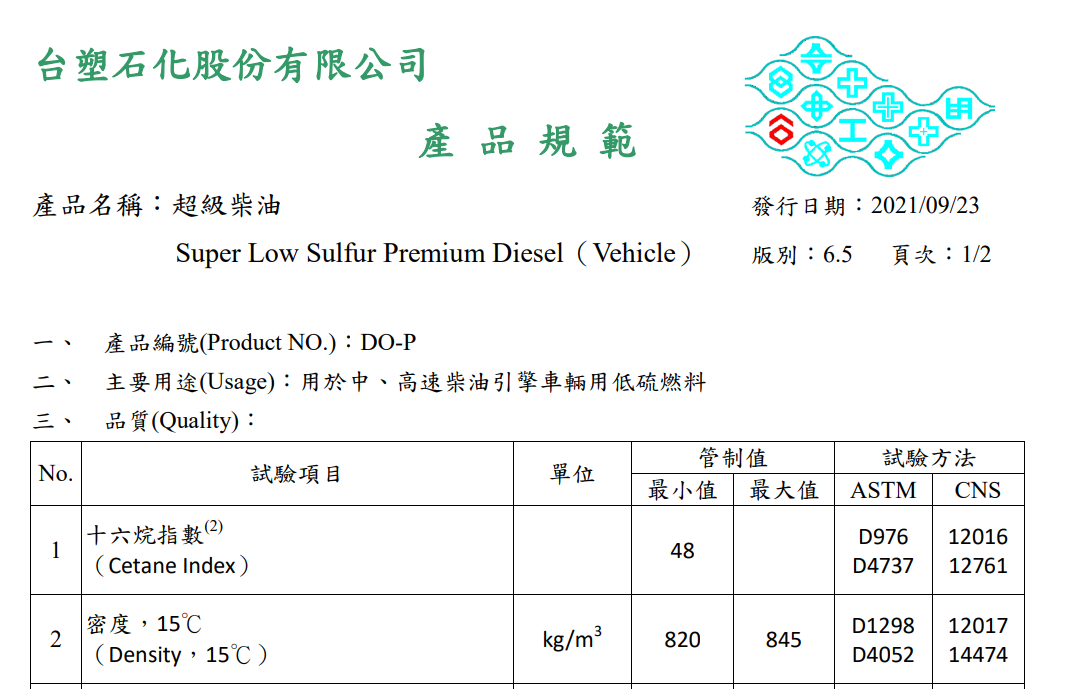 台塑石化股份有限公司
產品規範
產品名稱：超級柴油
發行日期：2021/09/23
Super Low Sulfur Premium Diesel（Vehicle）
版別：6.5 頁次：1/2
一、 產品編號(Product NO.)：DO-P
二、 主要用途(Usage)：用於中、高速柴油引擎車輛用低硫燃料
三、 品質(Quality)：
No. 試驗項目 單位 管制值 試驗方法
最小值 最大值 ASTM CNS
1 十六烷指數(2) 48 D976 12016
（Cetane Index） D4737 12761
2 密度，15℃ kg/m3 820 845 D1298 12017
（Density，15℃） D4052 14474